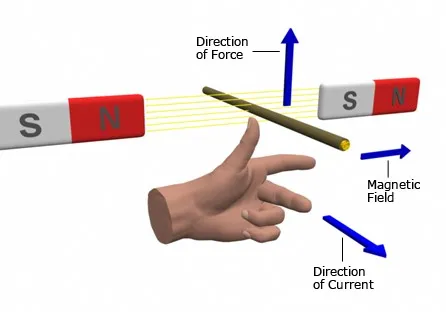 Direction
of Force
S N
S N
Magnetic
Field
Direction
of Current